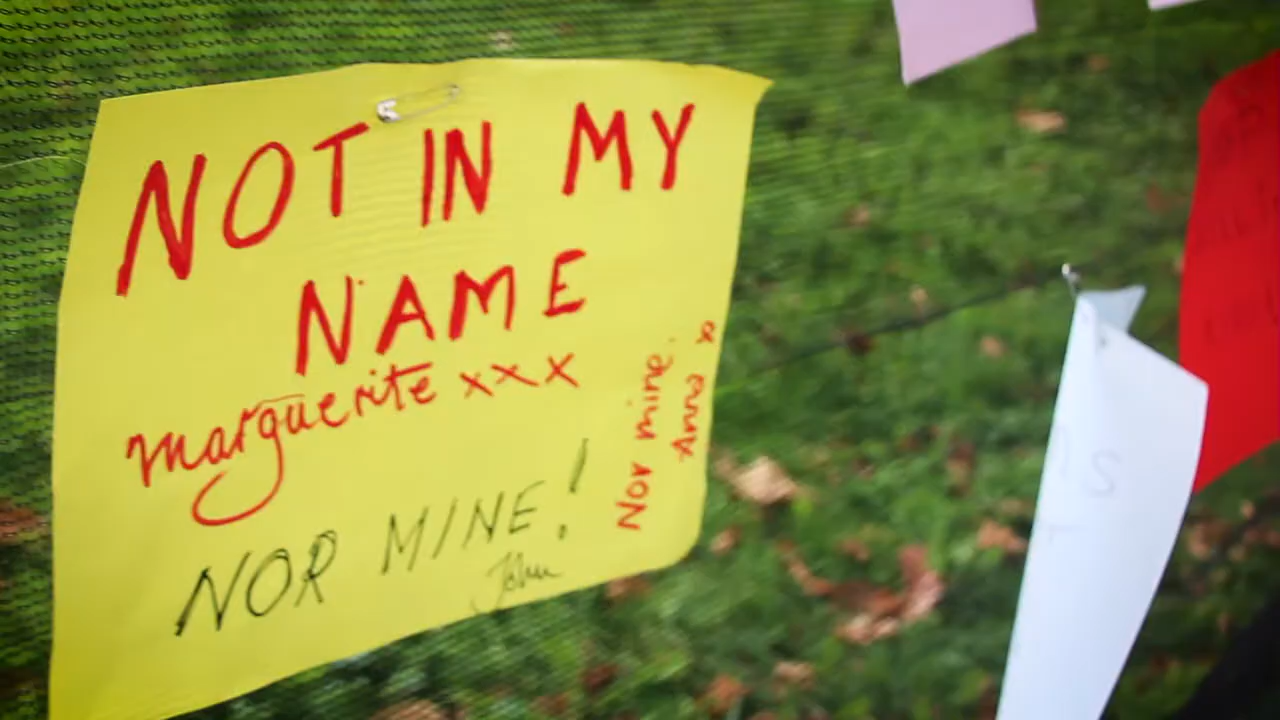 NOT IN MY
NAME
marguerite xxx
Nor mine.
Anna x
NOR MINE!
John